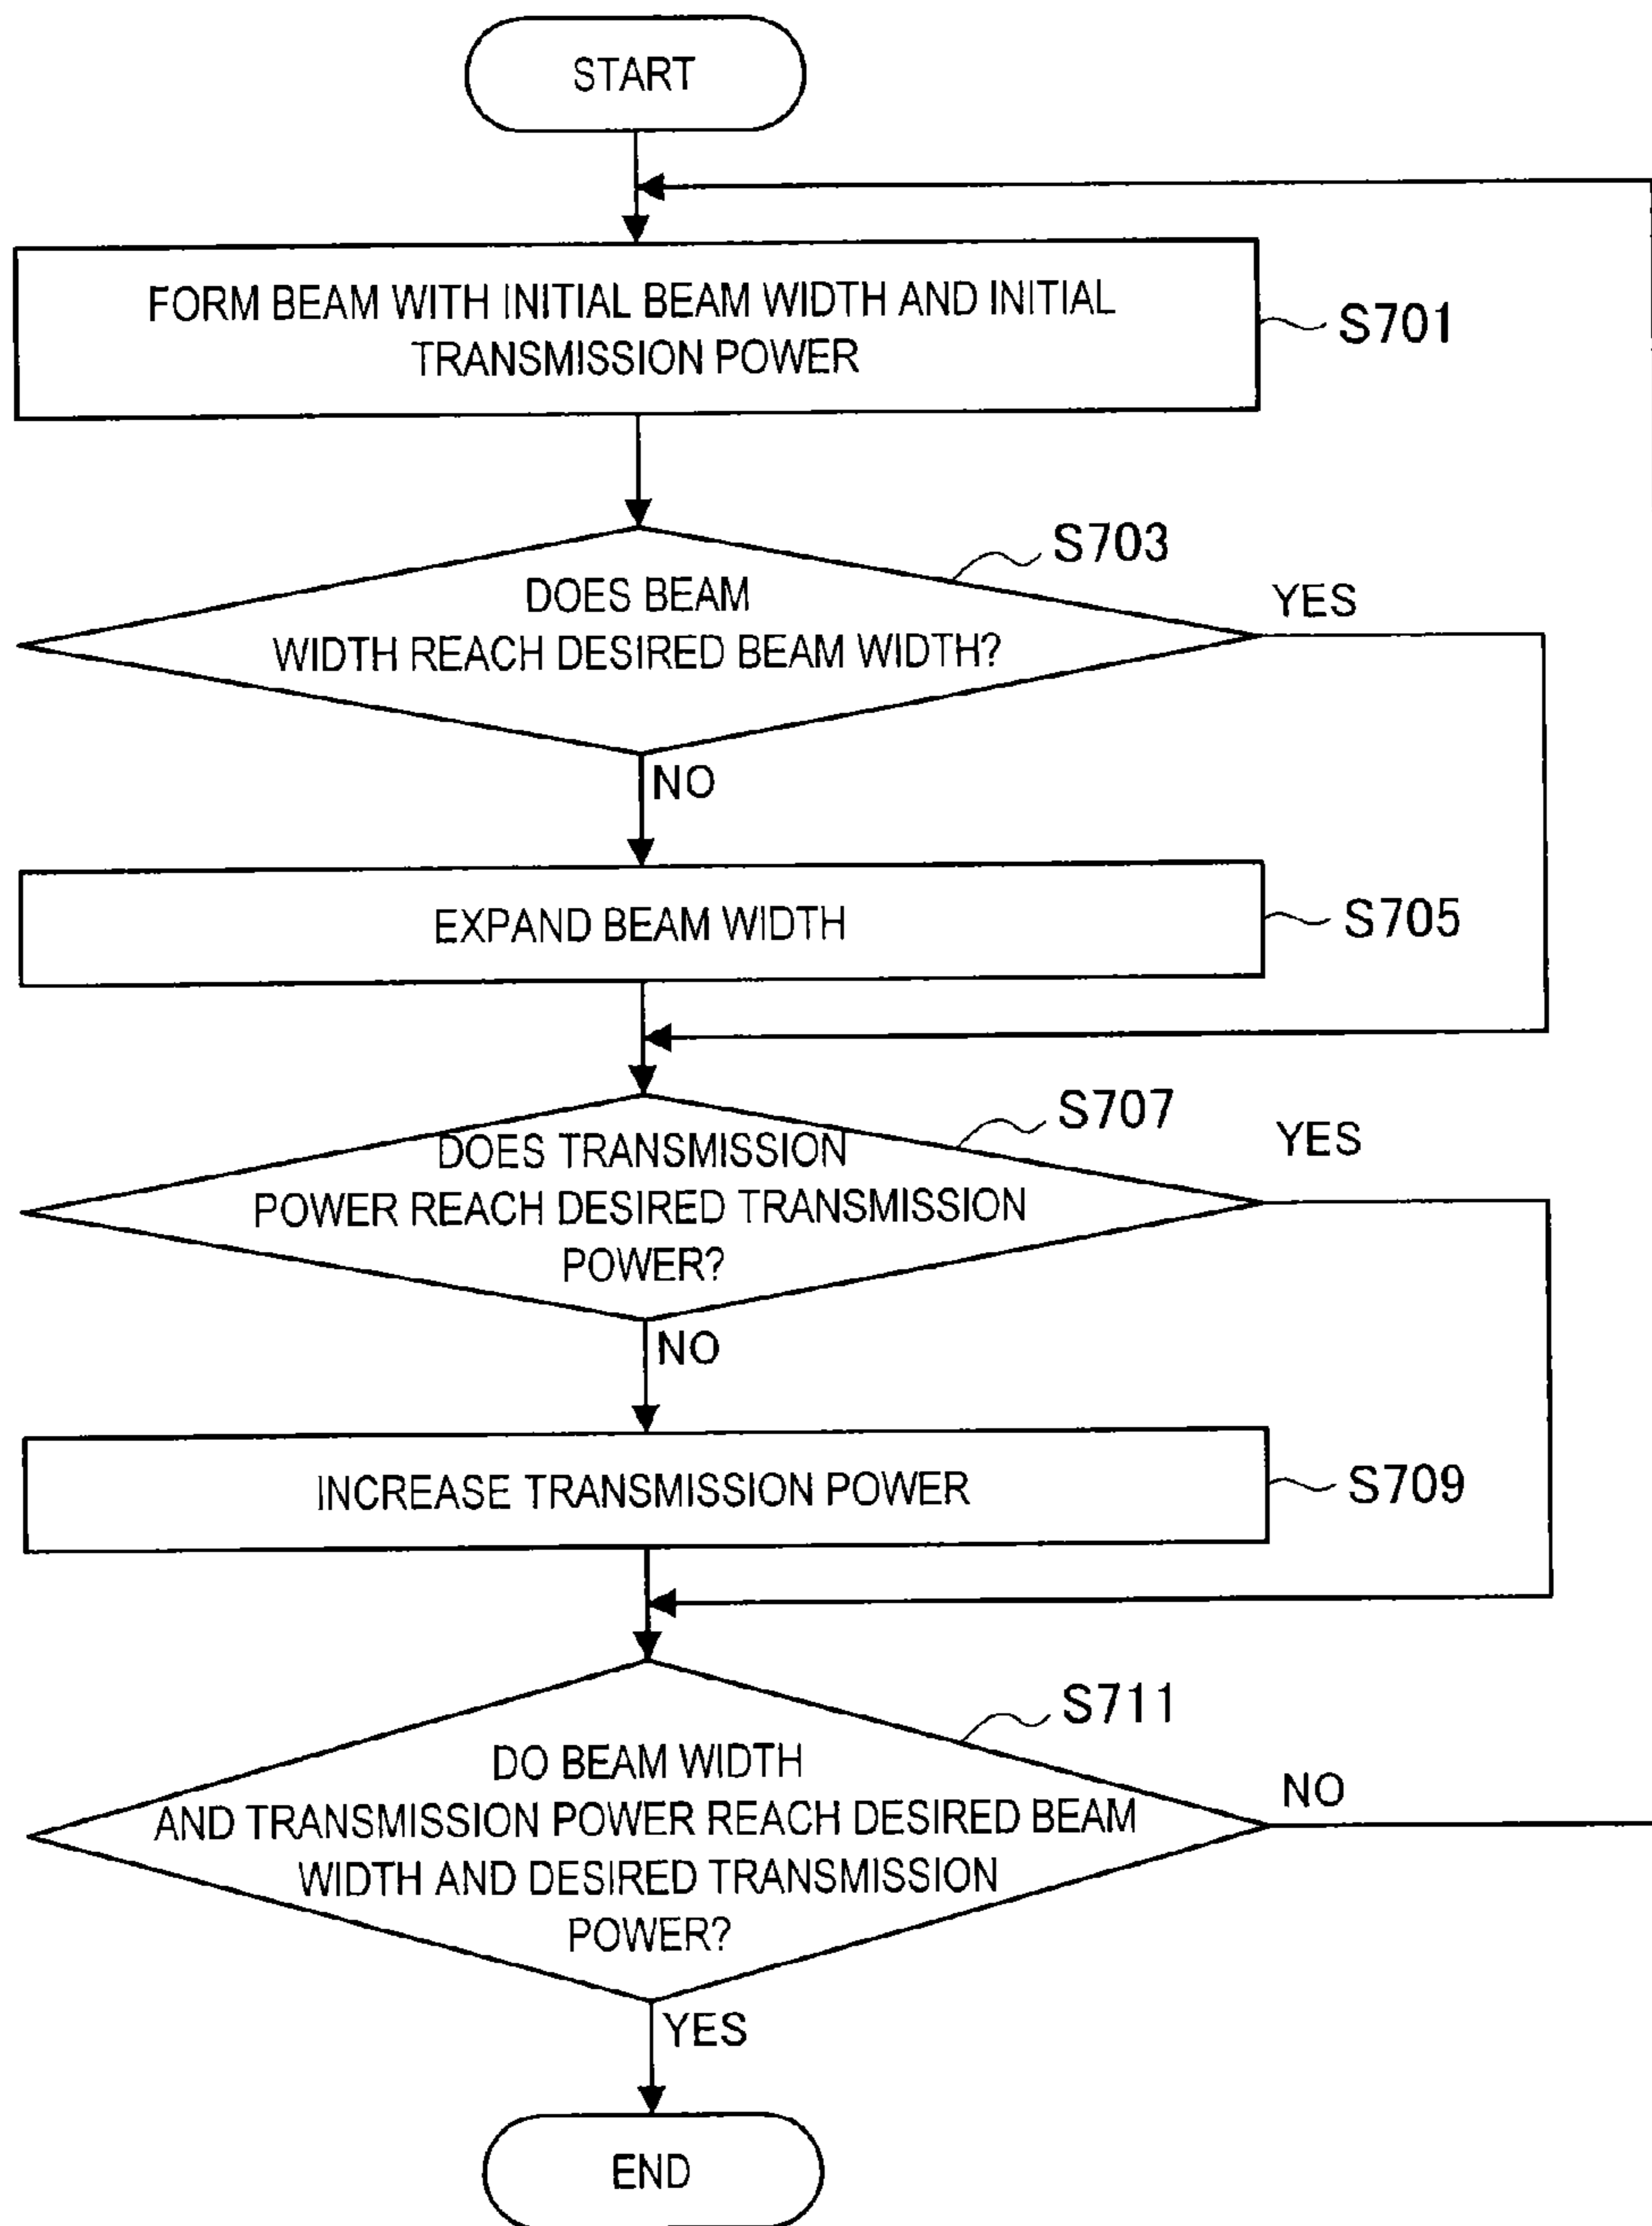 START
FORM BEAM WITH INITIAL BEAM WIDTH AND INITIAL
TRANSMISSION POWER
S701
S703
DOES BEAM
WIDTH REACH DESIRED BEAM WIDTH?
YES
NO
EXPAND BEAM WIDTH
S705
S707
DOES TRANSMISSION
POWER REACH DESIRED TRANSMISSION
POWER?
YES
NO
INCREASE TRANSMISSION POWER
S709
S711
DO BEAM WIDTH
AND TRANSMISSION POWER REACH DESIRED BEAM
WIDTH AND DESIRED TRANSMISSION
POWER?
NO
YES
END